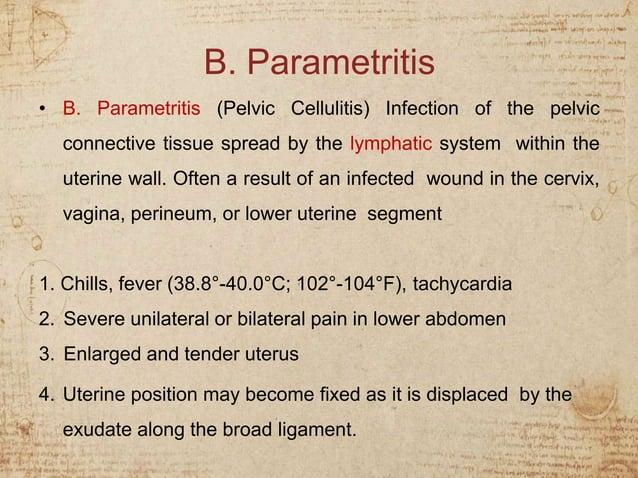 B. Parametritis
• B. Parametritis (Pelvic Cellulitis) Infection of the pelvic
connective tissue spread by the lymphatic system within the
uterine wall. Often a result of an infected wound in the cervix,
vagina, perineum, or lower uterine segment
1. Chills, fever (38.8°-40.0°C; 102°-104°F), tachycardia
2. Severe unilateral or bilateral pain in lower abdomen
3. Enlarged and tender uterus
4. Uterine position may become fixed as it is displaced by the
exudate along the broad ligament.